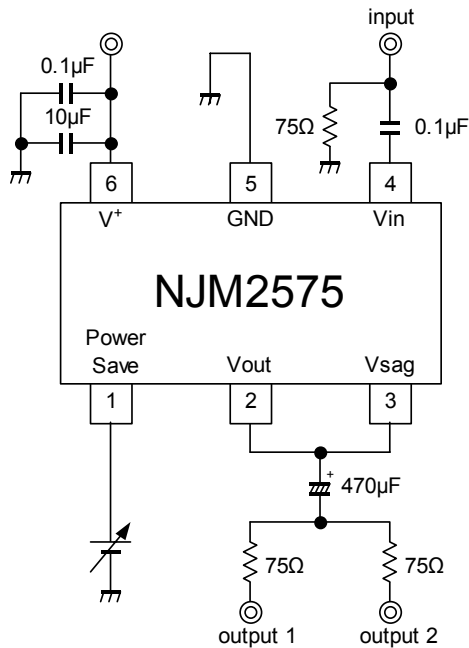 input
0.1µF
10µF
75Ω
0.1µF
6
5
4
V+
GND
Vin
NJM2575
Power
Save
Vout
Vsag
1
2
3
+
470µF
75Ω
75Ω
output 1
output 2